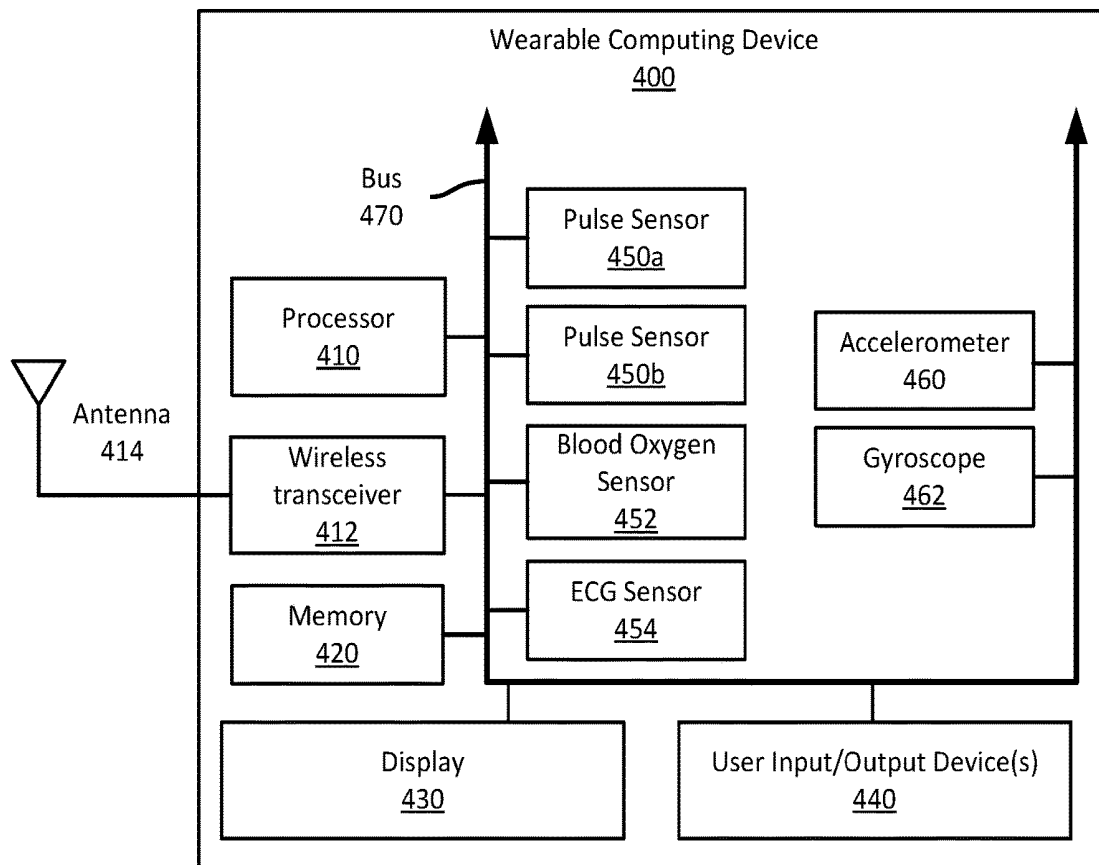 Wearable Computing Device
400
Bus
470
Pulse Sensor
450a
Processor
410
Pulse Sensor
450b
Accelerometer
460
Antenna
414
Wireless
transceiver
412
Blood Oxygen
Sensor
452
Gyroscope
462
Memory
420
ECG Sensor
454
Display
430
User Input/Output Device(s)
440